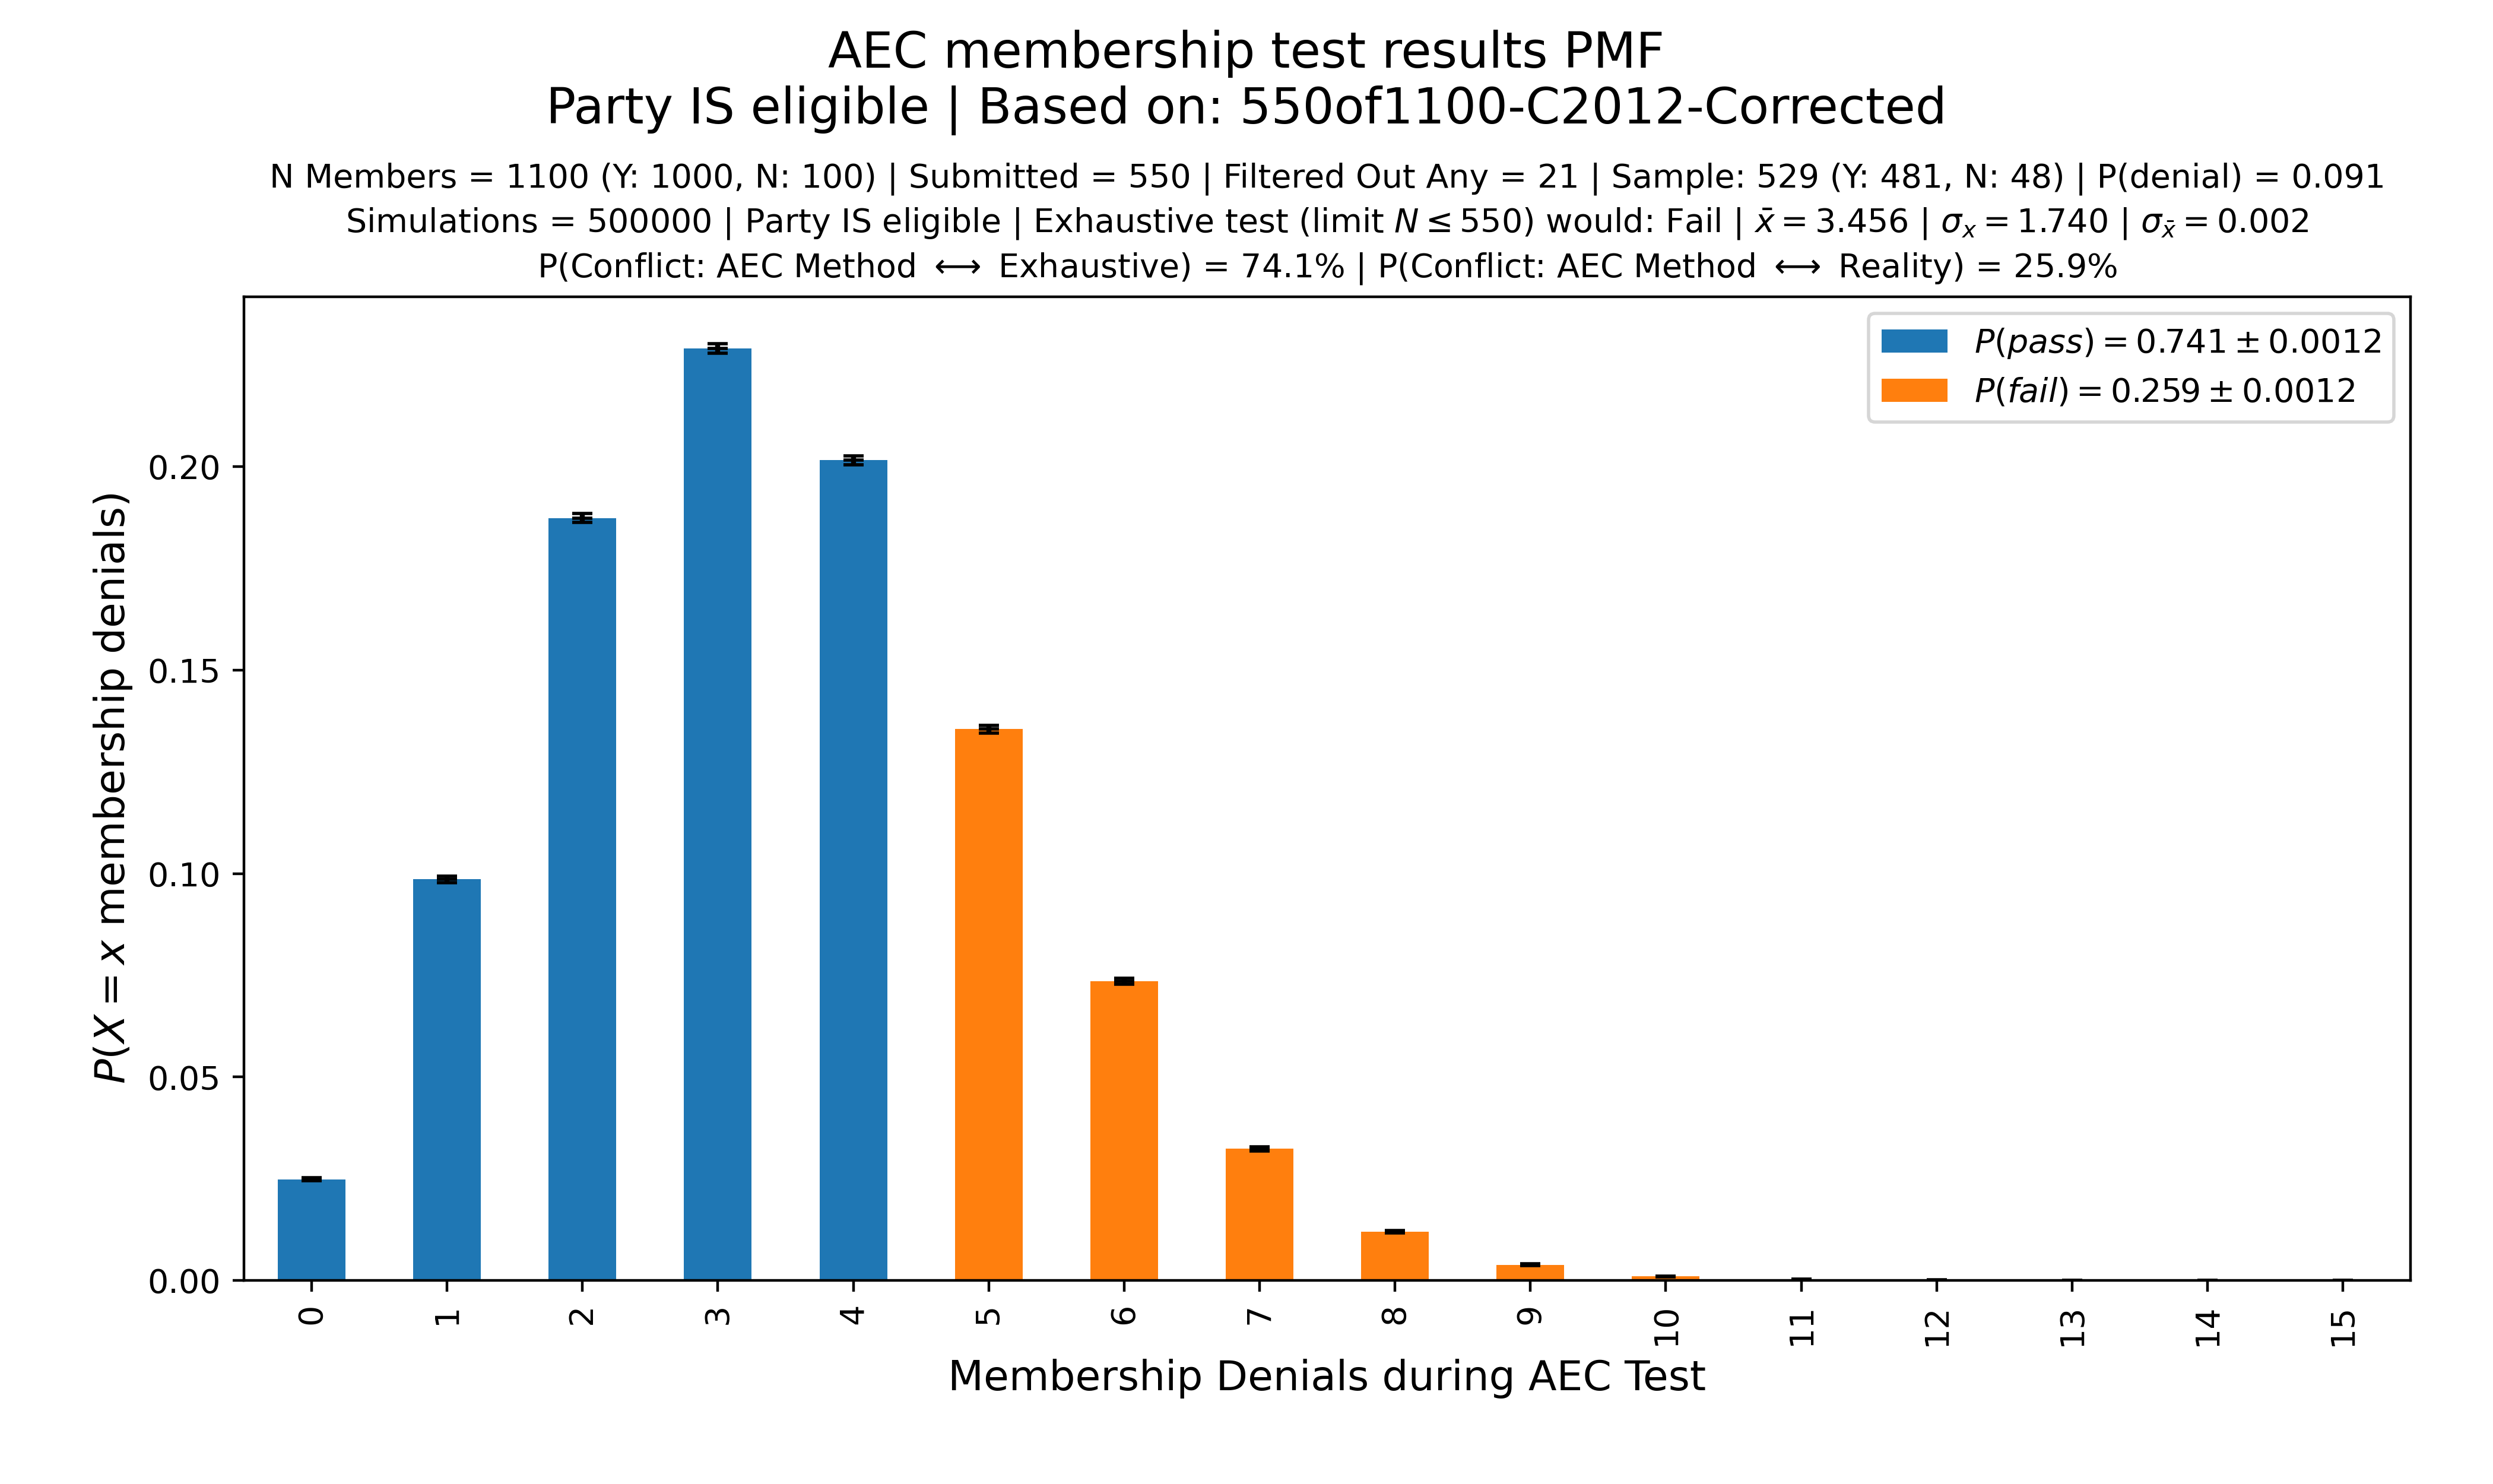 AEC membership test results PMF
Party IS eligible | Based on: 550of1100-C2012-Corrected
N Members = 1100 (Y: 1000, N: 100) | Submitted = 550 | Filtered Out Any = 21 | Sample: 529 (Y: 481, N: 48) | P(denial) = 0.091
Simulations = 500000 | Party IS eligible | Exhaustive test (limit N ≤ 550) would: Fail | x̄ = 3.456 | σₓ = 1.740 | σ_x̄ = 0.002
P(Conflict: AEC Method ⟷ Exhaustive) = 74.1% | P(Conflict: AEC Method ⟷ Reality) = 25.9%
P(pass) = 0.741 ± 0.0012
P(fail) = 0.259 ± 0.0012
P(X = x membership denials)
0.20
0.15
0.10
0.05
0.00
0 1 2 3 4 5 6 7 8 9 10 11 12 13 14 15
Membership Denials during AEC Test